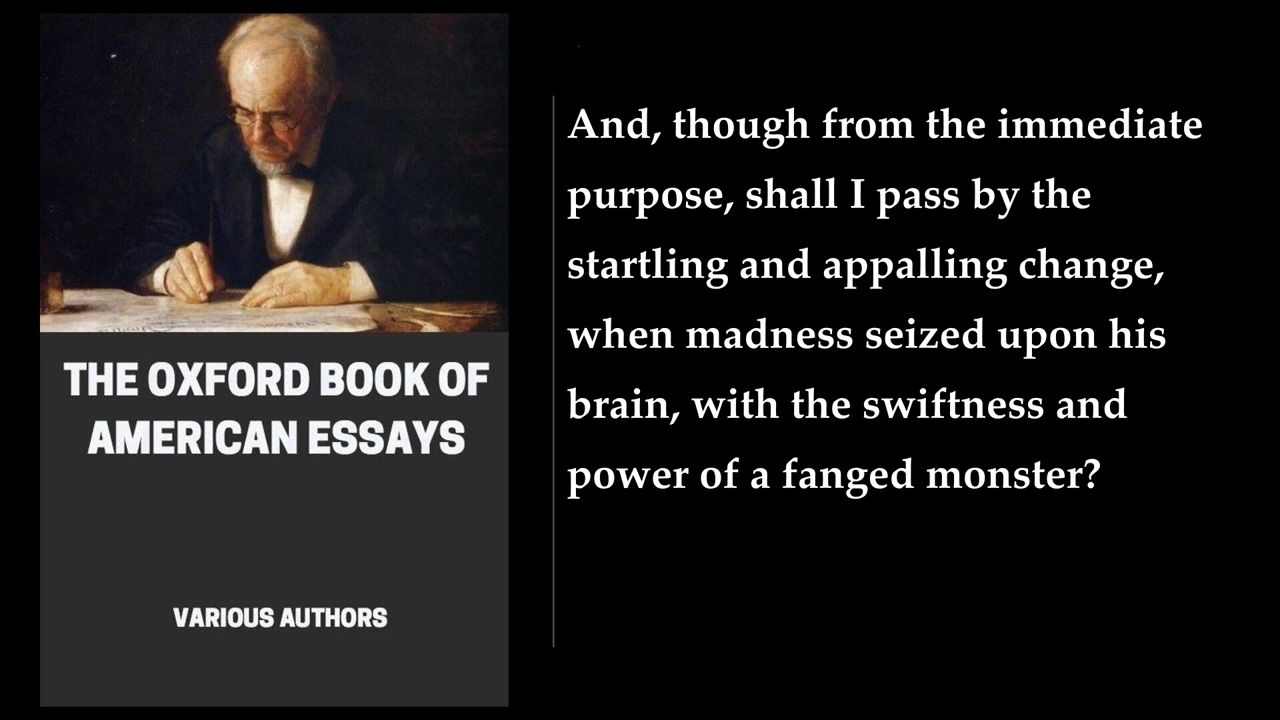 THE OXFORD BOOK OF
AMERICAN ESSAYS
VARIOUS AUTHORS
And, though from the immediate
purpose, shall I pass by the
startling and appalling change,
when madness seized upon his
brain, with the swiftness and
power of a fanged monster?